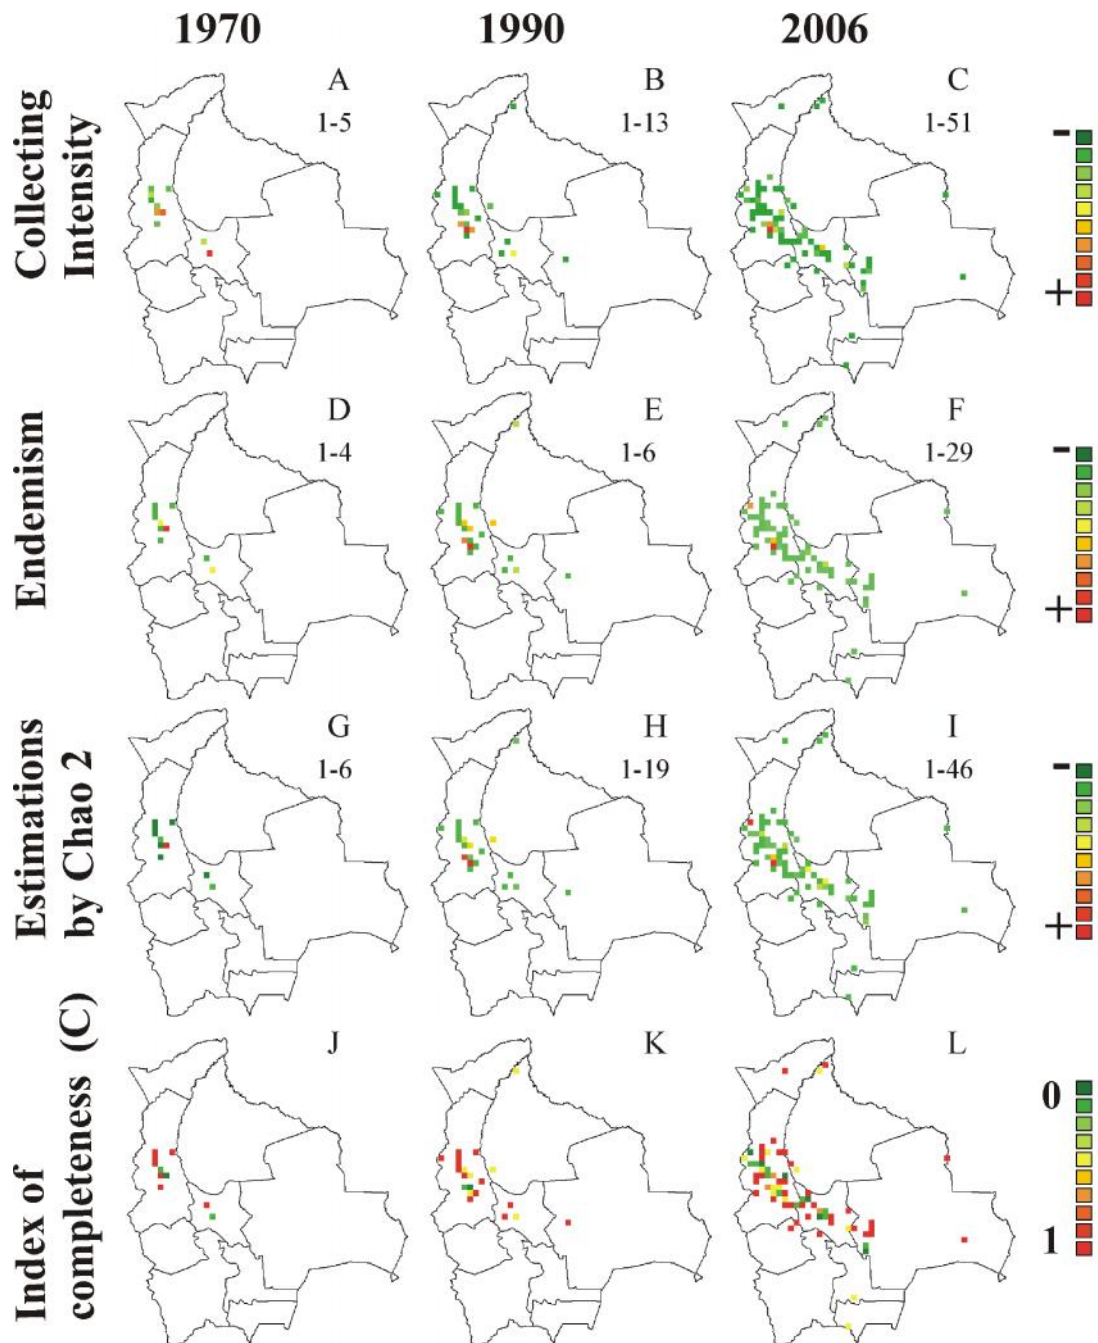 1970 1990 2006
Collecting
Intensity
A
1-5
B
1-13
C
1-51
-
+
Endemism
D
1-4
E
1-6
F
1-29
-
+
Estimations
by Chao 2
G
1-6
H
1-19
I
1-46
-
+
Index of
completeness (C)
J
K
L
0
1